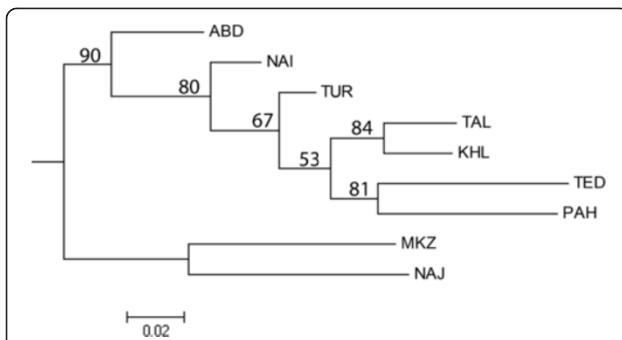 90 ABD
80 NAI
67 TUR
84 TAL
53 KHL
81 TED
PAH
MKZ
NAJ
0.02